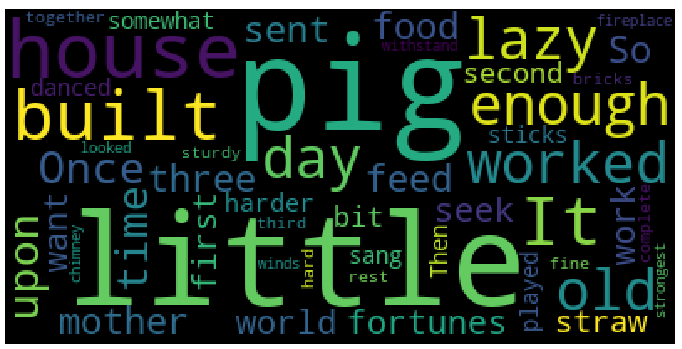 together somewhat sent food lazy fireplace
house pig withstand So
danced second bricks
built enough
looked sturdy day sticks
Once three feed worked
want time first harder bit seek It work complete
upon little third Then
chimney winds hard sang rest played fine old strongest
mother world fortunes straw